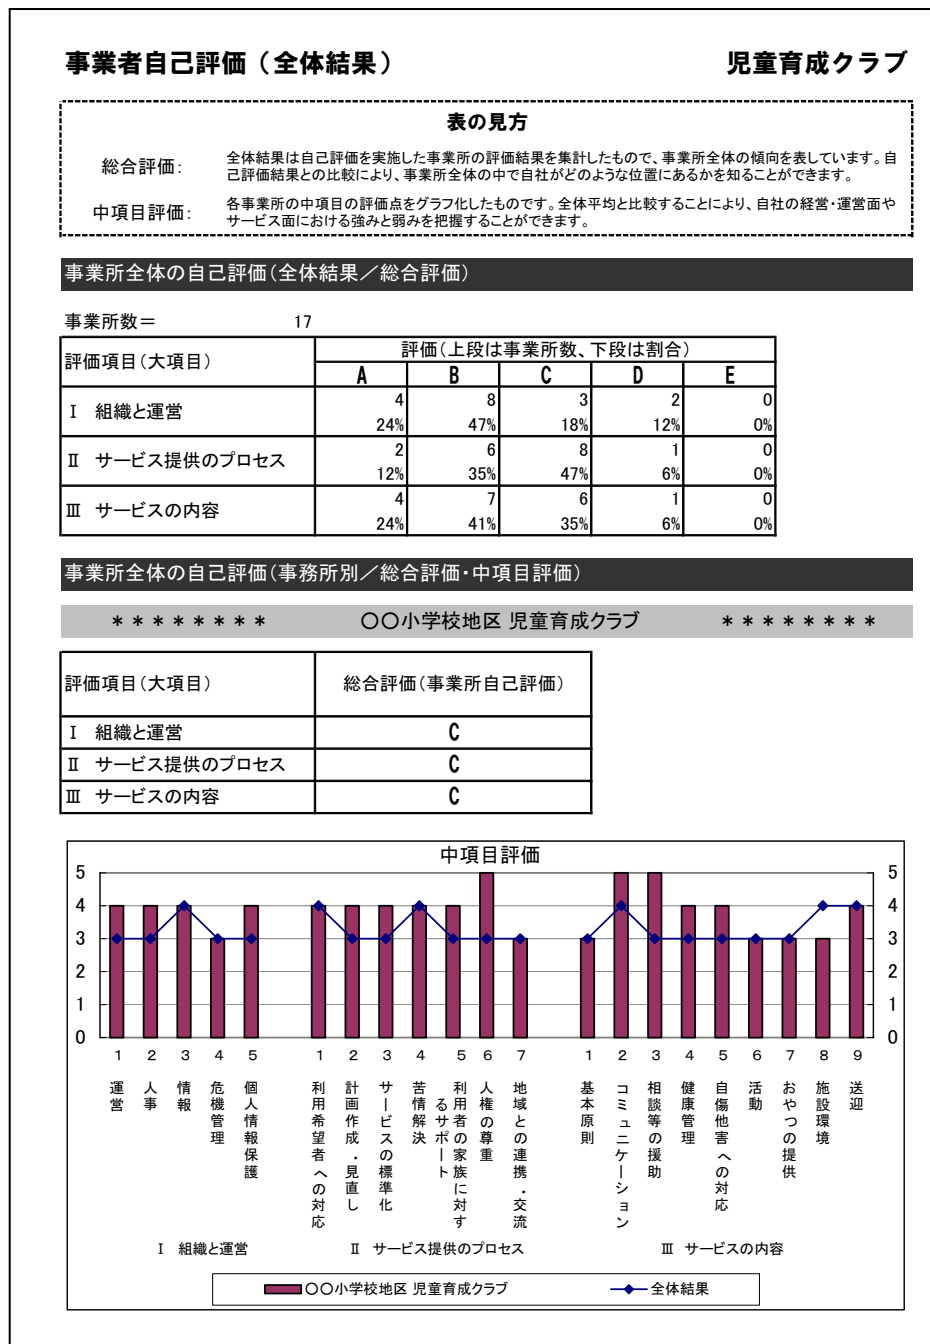 事業者自己評価（全体結果） 児童育成クラブ
表の見方
総合評価: 全体結果は自己評価を実施した事業所の評価結果を集計したもので、事業所全体の傾向を表しています。自
己評価結果との比較により、事業所全体の中で自社がどのような位置にあるかを知ることができます。
中項目評価: 各事業所の中項目の評価点をグラフ化したものです。全体平均と比較することにより、自社の経営・運営面や
サービス面における強みと弱みを把握することができます。
事業所全体の自己評価（全体結果／総合評価）
事業所数＝ 17
評価項目（大項目） 評価（上段は事業所数、下段は割合）
A B C D E
Ⅰ 組織と運営 4 8 3 2 0
24% 47% 18% 12% 0%
Ⅱ サービス提供のプロセス 2 6 8 1 0
12% 35% 47% 6% 0%
Ⅲ サービスの内容 4 7 6 1 0
24% 41% 35% 6% 0%
事業所全体の自己評価（事務所別／総合評価・中項目評価）
＊＊＊＊＊＊＊＊ 〇〇小学校地区 児童育成クラブ ＊＊＊＊＊＊＊＊
評価項目（大項目） 総合評価（事業所自己評価）
Ⅰ 組織と運営 C
Ⅱ サービス提供のプロセス C
Ⅲ サービスの内容 C
中項目評価
5 5
4 4
3 3
2 2
1 1
0 0
1 2 3 4 5 1 2 3 4 5 6 7 1 2 3 4 5 6 7 8 9
運営
人事
情報
危機管理
個人情報保護
利用希望者への対応
計画作成・見直し
サービスの標準化
苦情解決
利用者の家族に対す
るサポート
人権の尊重
地域との連携・交流
基本原則
コミュニケーション
相談等の援助
健康管理
自傷他害への対応
活動
おやつの提供
施設環境
送迎
Ⅰ 組織と運営 Ⅱ サービス提供のプロセス Ⅲ サービスの内容
〇〇小学校地区 児童育成クラブ 全体結果